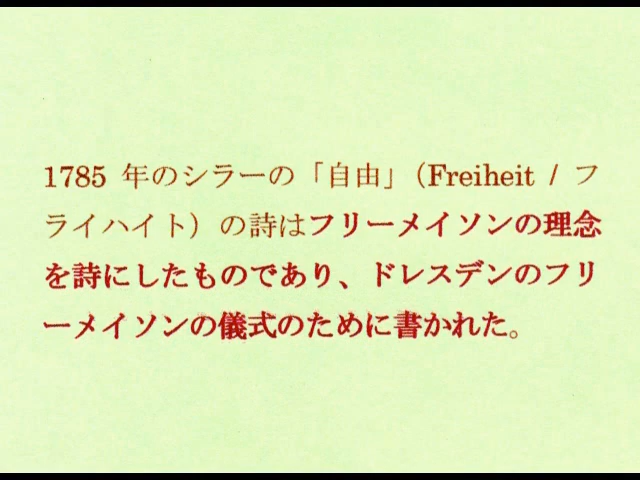 1785 年のシラーの「自由」（Freiheit / フ
ライハイト）の詩はフリーメイソンの理念
を詩にしたものであり、ドレスデンのフリ
ーメイソンの儀式のために書かれた。